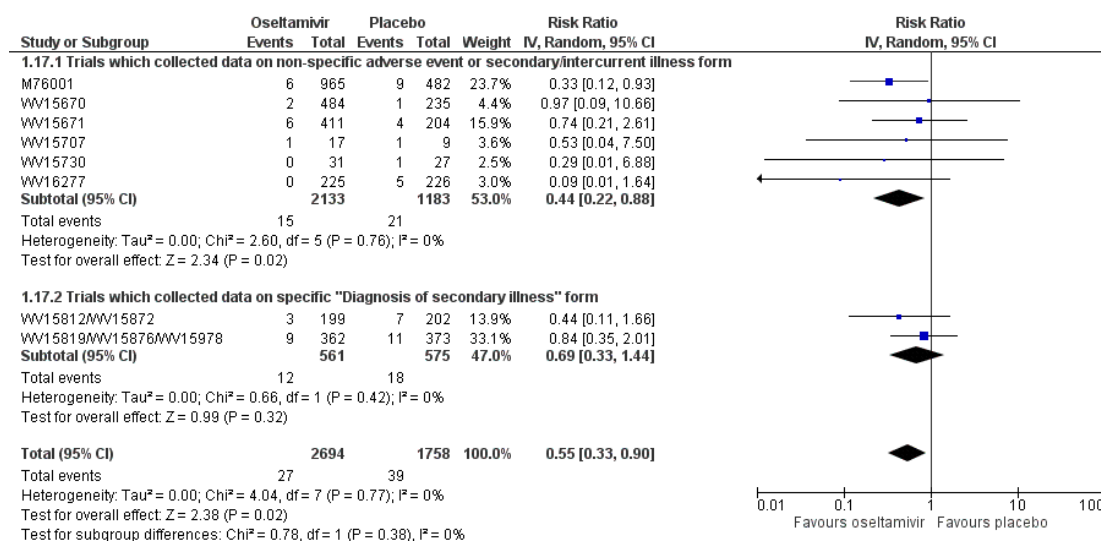 Oseltamivir Placebo Risk Ratio Risk Ratio
Study or Subgroup Events Total Events Total Weight IV, Random, 95% CI IV, Random, 95% CI
1.17.1 Trials which collected data on non-specific adverse event or secondary/intercurrent illness form
M76001 6 965 9 482 23.7% 0.33 [0.12, 0.93]
WV15670 2 484 1 235 4.4% 0.97 [0.09, 10.66]
WV15671 6 411 4 204 15.9% 0.74 [0.21, 2.61]
WV15707 1 17 1 9 3.6% 0.53 [0.04, 7.50]
WV15730 0 31 1 27 2.5% 0.29 [0.01, 6.88]
WV16277 0 225 5 226 3.0% 0.09 [0.01, 1.64]
Subtotal (95% CI) 2133 1183 53.0% 0.44 [0.22, 0.88]
Total events 15 21
Heterogeneity: Tau² = 0.00; Chi² = 2.60, df = 5 (P = 0.76); I² = 0%
Test for overall effect: Z = 2.34 (P = 0.02)
1.17.2 Trials which collected data on specific "Diagnosis of secondary illness" form
WV15812/WV15872 3 199 7 202 13.9% 0.44 [0.11, 1.66]
WV15819/WV15876/WV15978 9 362 11 373 33.1% 0.84 [0.35, 2.01]
Subtotal (95% CI) 561 575 47.0% 0.69 [0.33, 1.44]
Total events 12 18
Heterogeneity: Tau² = 0.00; Chi² = 0.66, df = 1 (P = 0.42); I² = 0%
Test for overall effect: Z = 0.99 (P = 0.32)
Total (95% CI) 2694 1758 100.0% 0.55 [0.33, 0.90]
Total events 27 39
Heterogeneity: Tau² = 0.00; Chi² = 4.04, df = 7 (P = 0.77); I² = 0%
Test for overall effect: Z = 2.38 (P = 0.02)
Test for subgroup differences: Chi² = 0.78, df = 1 (P = 0.38), I² = 0%
0.01 0.1 1 10 100
Favours oseltamivir Favours placebo